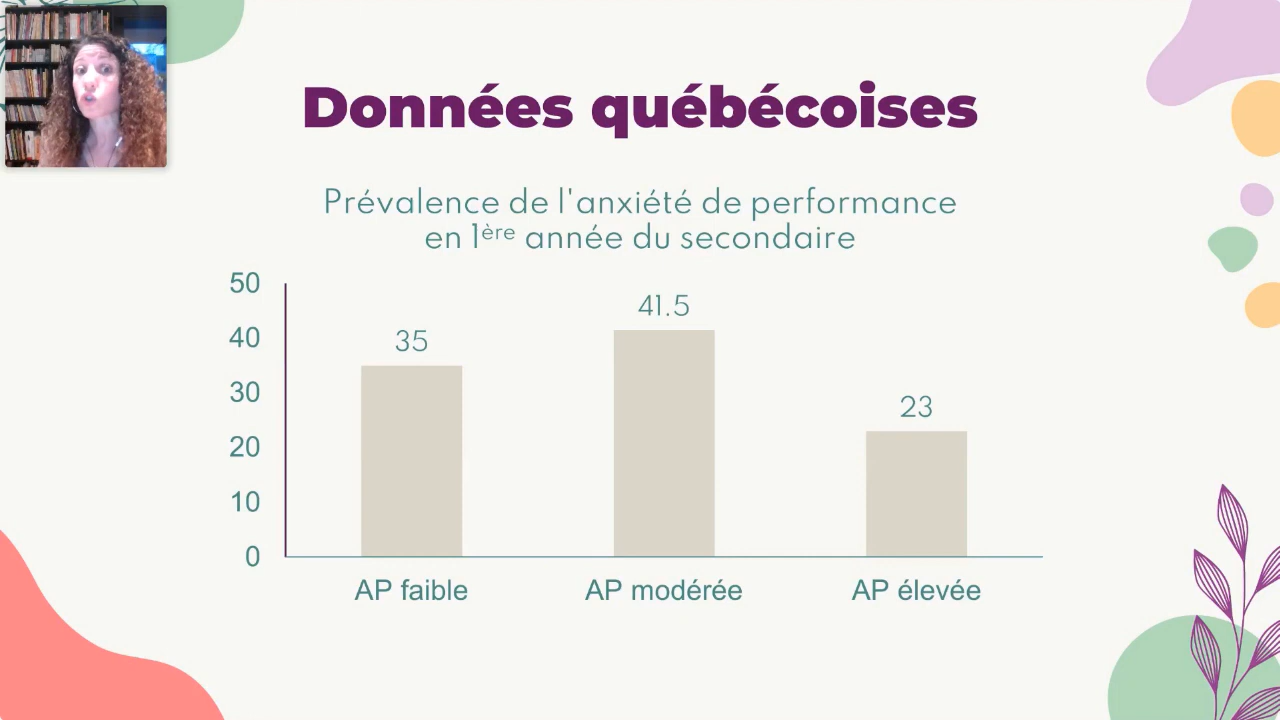 Données québécoises
Prévalence de l'anxiété de performance
en 1ère année du secondaire
50
40
30
20
10
0
35
41.5
23
AP faible
AP modérée
AP élevée